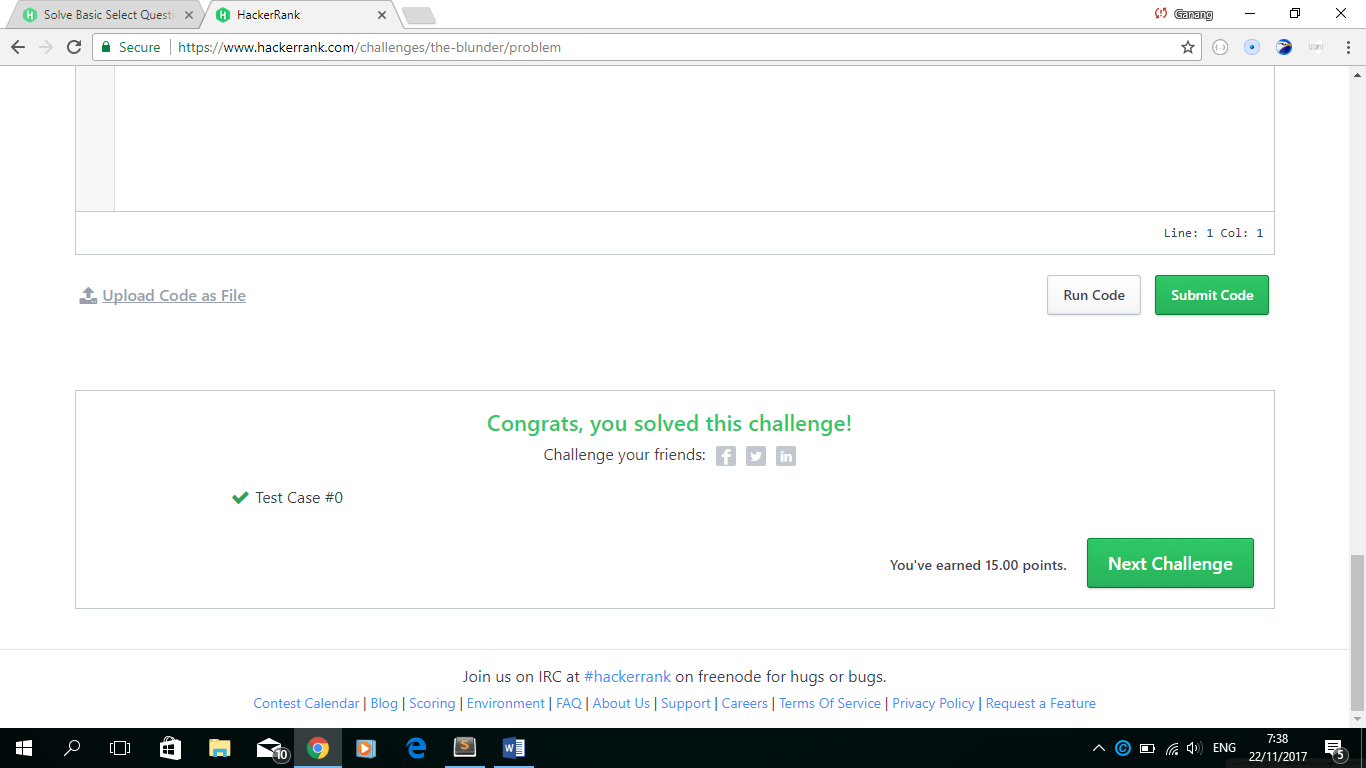 Solve Basic Select Questi
HackerRank
Ganang
Secure
https://www.hackerrank.com/challenges/the-blunder/problem
Line: 1 Col: 1
Upload Code as File
Run Code
Submit Code
Congrats, you solved this challenge!
Challenge your friends:
Test Case #0
You've earned 15.00 points.
Next Challenge
Join us on IRC at #hackerrank on freenode for hugs or bugs.
Contest Calendar | Blog | Scoring | Environment | FAQ | About Us | Support | Careers | Terms Of Service | Privacy Policy | Request a Feature
10
ENG
7:38
22/11/2017
5